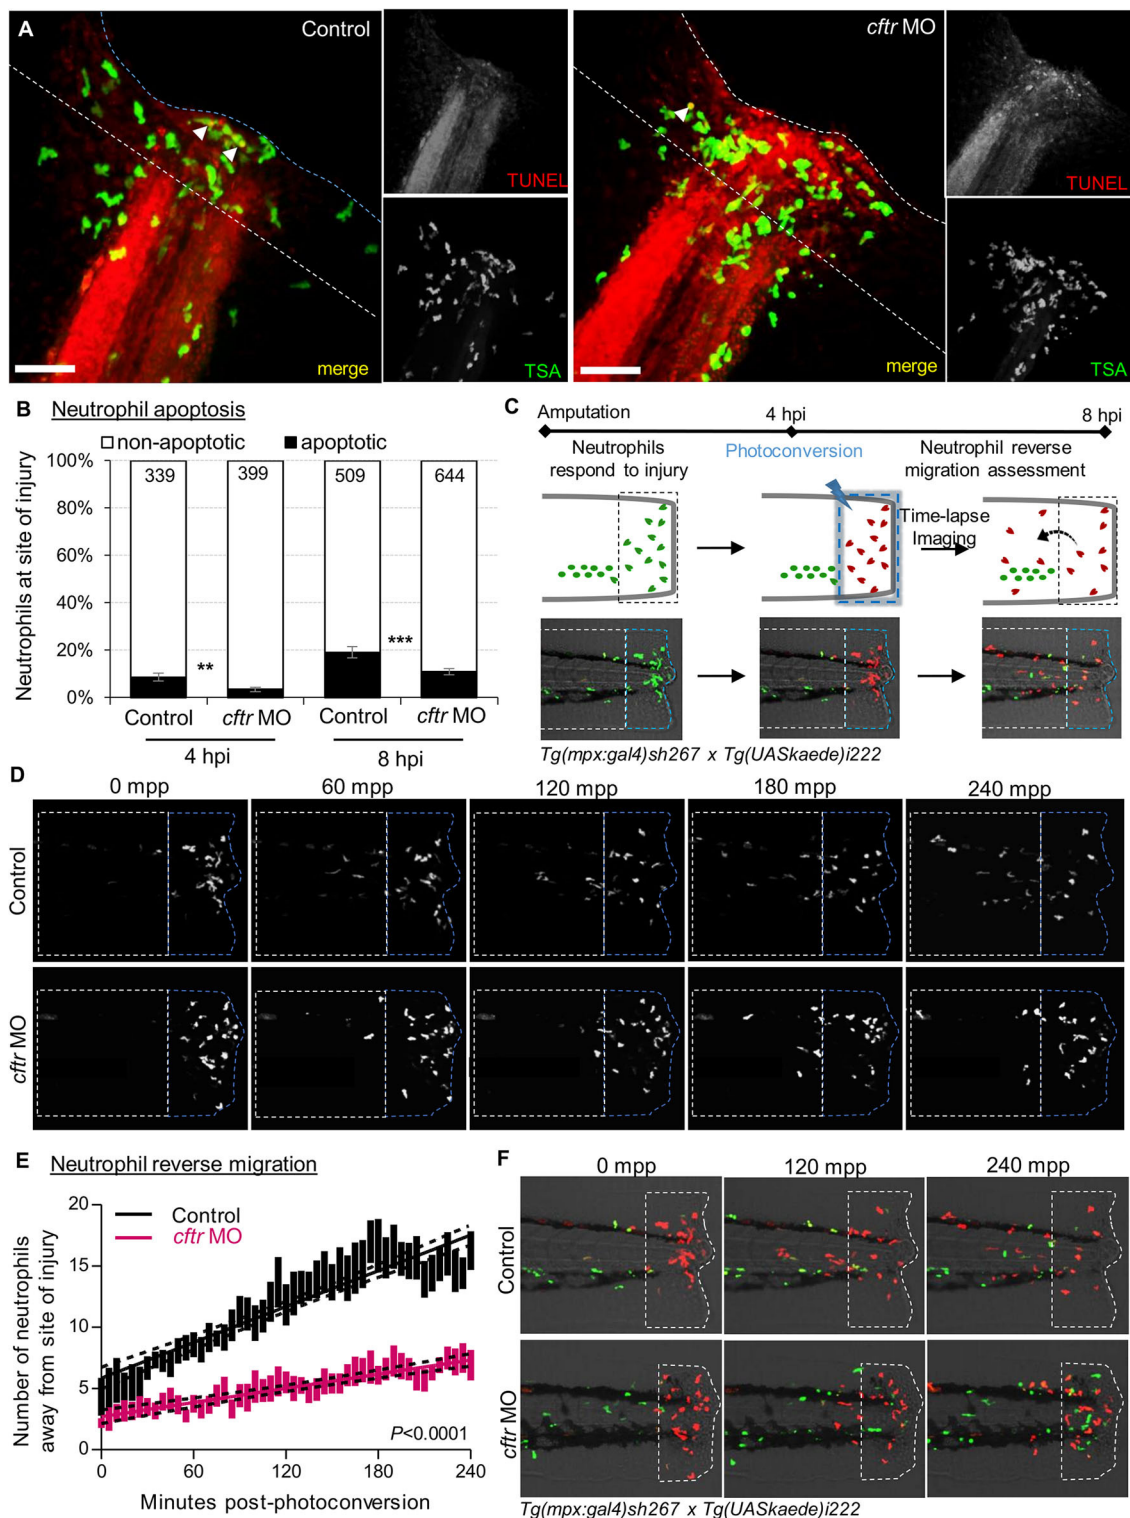 A
Control
TUNEL
merge
TSA
cftr MO
TUNEL
merge
TSA
B Neutrophil apoptosis
non-apoptotic
apoptotic
Neutrophils at site of injury
100%
80%
60%
40%
20%
0%
339
399
509
644
**
***
Control
cftr MO
Control
cftr MO
4 hpi
8 hpi
C
Amputation
4 hpi
8 hpi
Neutrophils
respond to injury
Photoconversion
Neutrophil reverse
migration assessment
Time-lapse
Imaging
Tg(mpx:gal4)sh267 x Tg(UASkaede)i222
D
0 mpp
60 mpp
120 mpp
180 mpp
240 mpp
Control
cftr MO
E Neutrophil reverse migration
Number of neutrophils
away from site of injury
20
15
10
5
0
Control
cftr MO
P<0.0001
0
60
120
180
240
Minutes post-photoconversion
F
0 mpp
120 mpp
240 mpp
Control
cftr MO
Tg(mpx:gal4)sh267 x Tg(UASkaede)i222